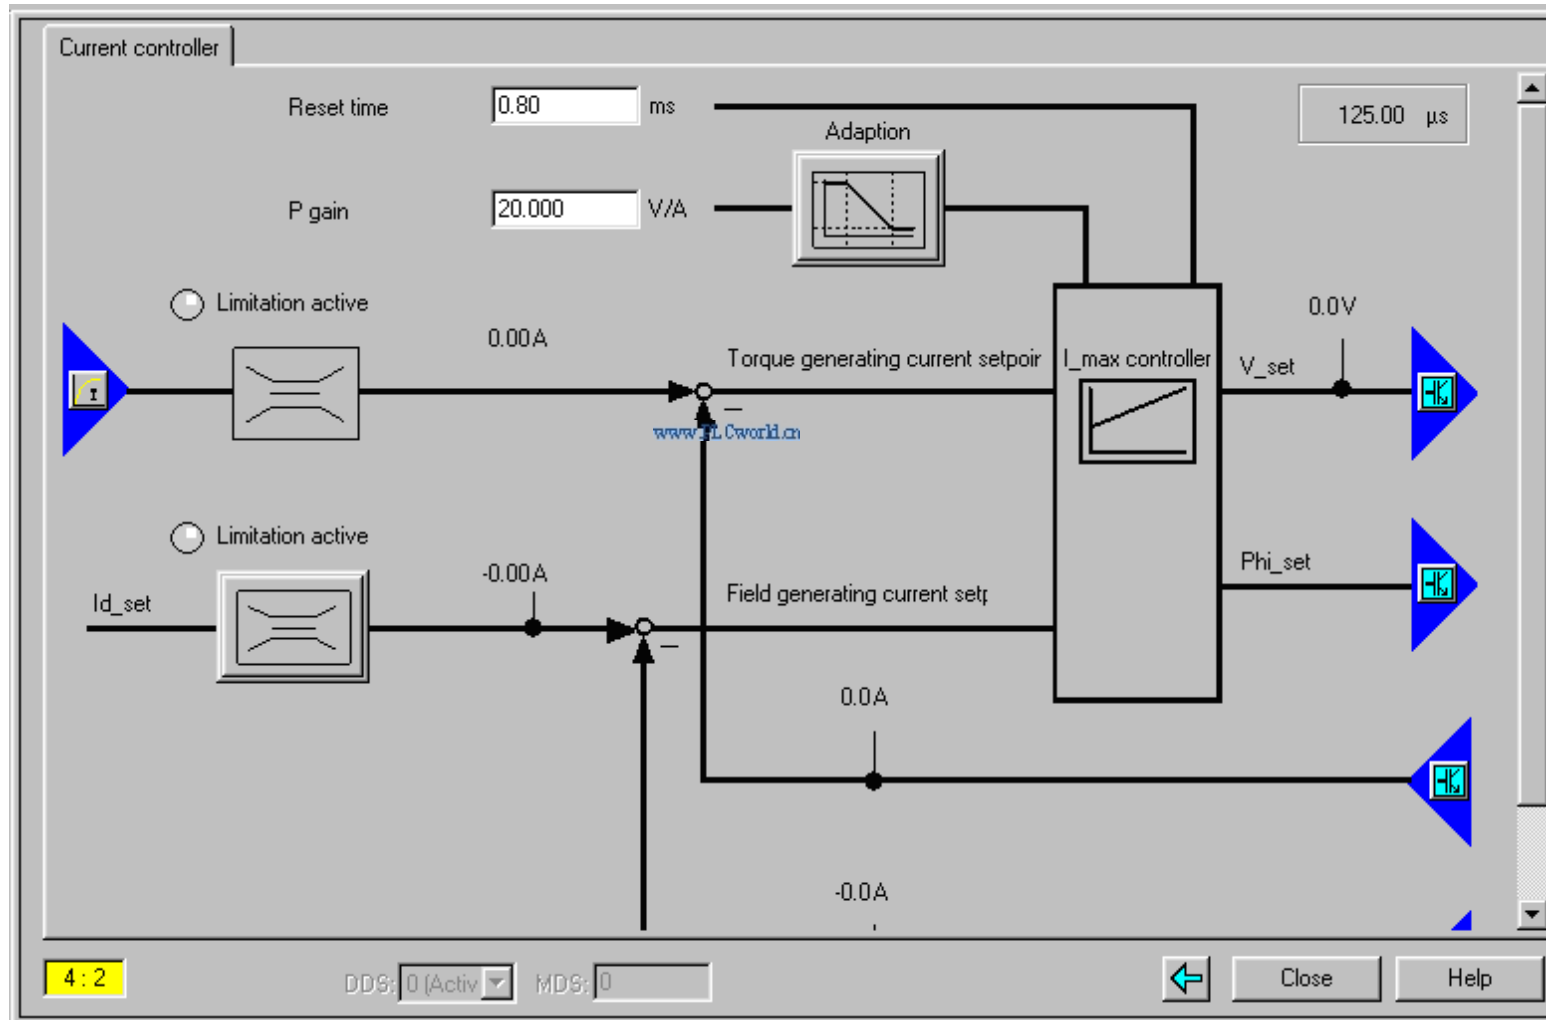 Current controller
Reset time 0.80 ms
125.00 µs
Adaption
P gain 20.000 V/A
Limitation active
0.00A
0.0V
Torque generating current setpoir
I_max controller
V_set
www.PLCworld.cn
Limitation active
-0.00A
Phi_set
Id_set
Field generating current setp
0.0A
-0.0A
4 : 2
DDS: 0 (Activ MDS: 0
Close
Help